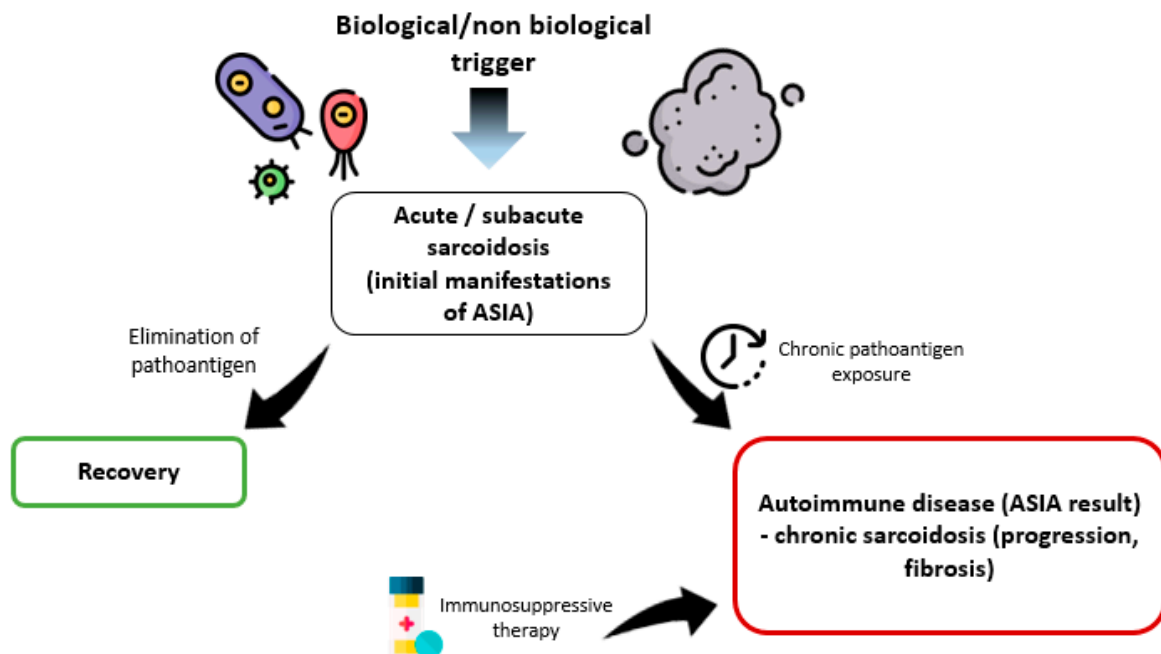 Biological/non biological
trigger
Acute / subacute
sarcoidosis
(initial manifestations
of ASIA)
Elimination of
pathoantigen
Chronic pathoantigen
exposure
Recovery
Autoimmune disease (ASIA result)
- chronic sarcoidosis (progression,
fibrosis)
Immunosuppressive
therapy